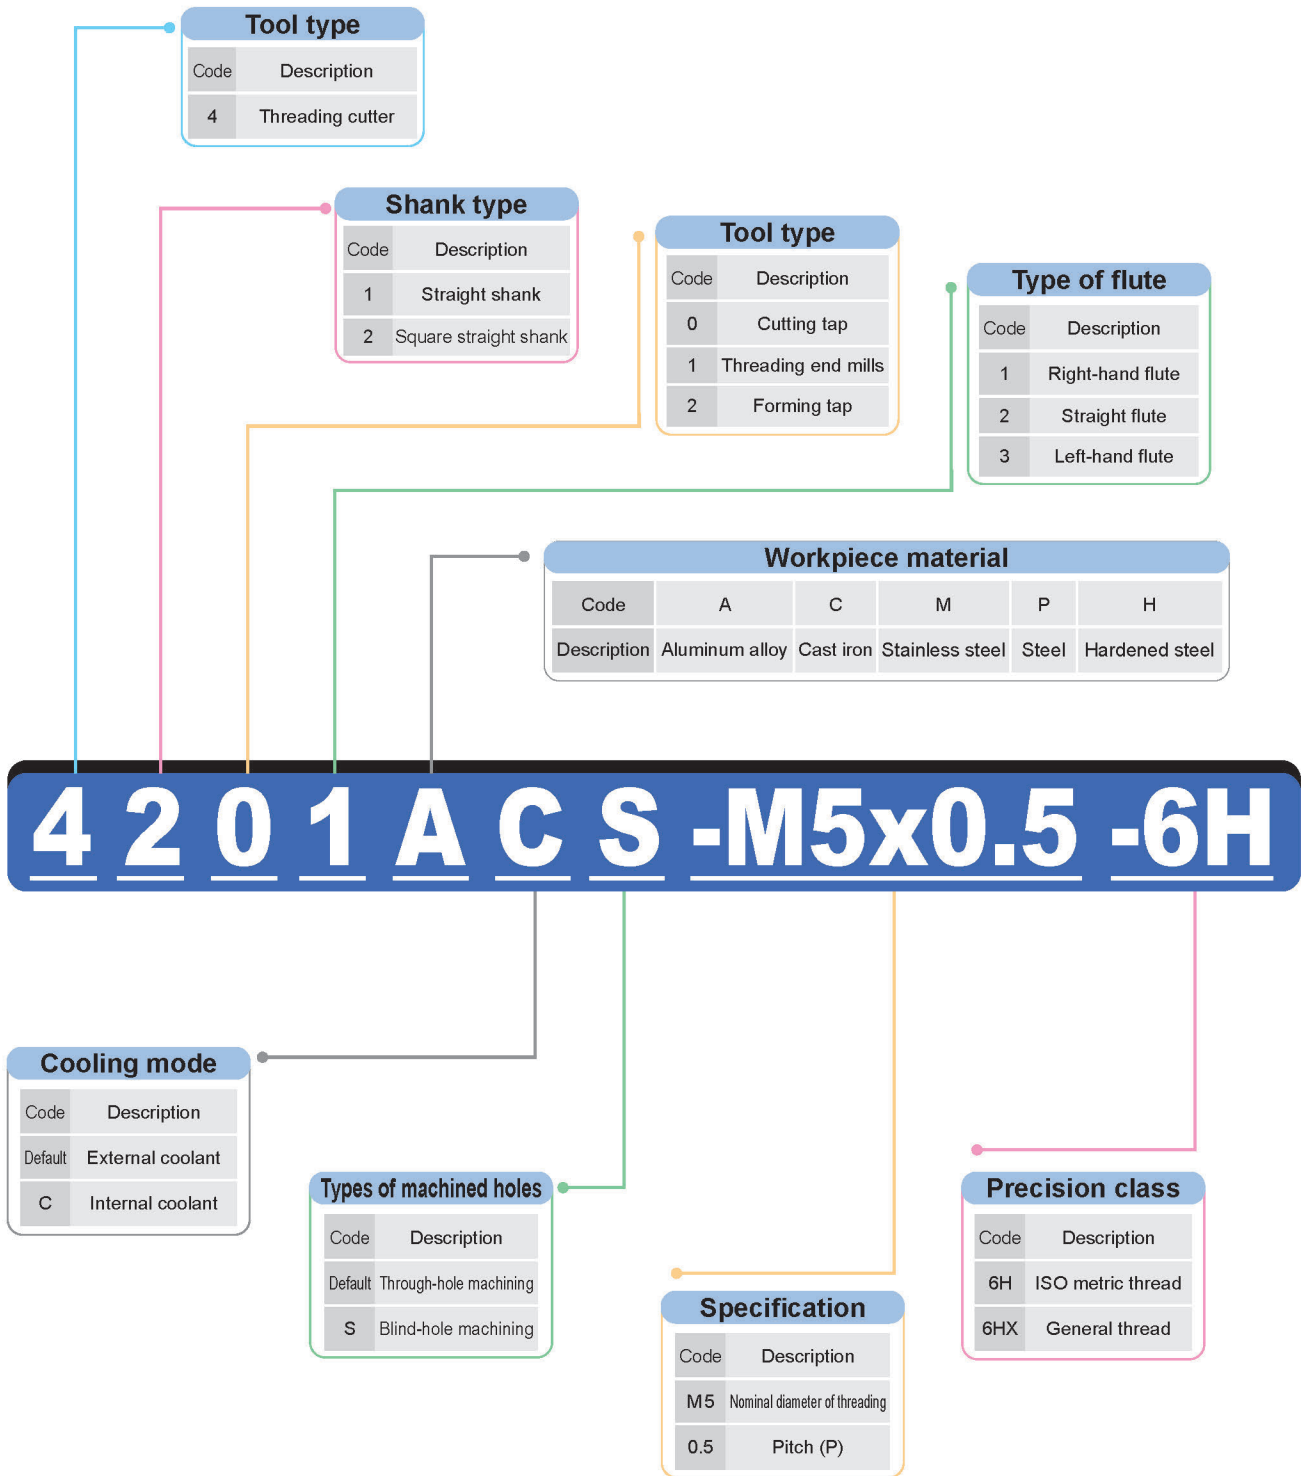 Tool type
Code Description
4 Threading cutter
Shank type
Code Description
1 Straight shank
2 Square straight shank
Tool type
Code Description
0 Cutting tap
1 Threading end mills
2 Forming tap
Type of flute
Code Description
1 Right-hand flute
2 Straight flute
3 Left-hand flute
Workpiece material
Code A C M P H
Description Aluminum alloy Cast iron Stainless steel Steel Hardened steel
4 2 0 1 A C S -M5x0.5 -6H
Cooling mode
Code Description
Default External coolant
C Internal coolant
Types of machined holes
Code Description
Default Through-hole machining
S Blind-hole machining
Specification
Code Description
M5 Nominal diameter of threading
0.5 Pitch (P)
Precision class
Code Description
6H ISO metric thread
6HX General thread